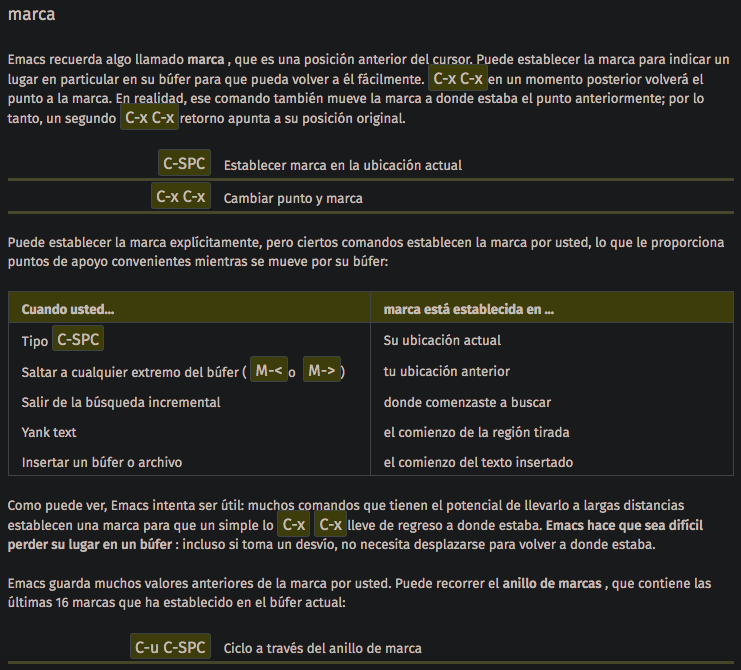 marca
Emacs recuerda algo llamado marca , que es una posición anterior del cursor. Puede establecer la marca para indicar un
lugar en particular en su búfer para que pueda volver a él fácilmente. C-x C-x en un momento posterior volverá el
punto a la marca. En realidad, ese comando también mueve la marca a donde estaba el punto anteriormente; por lo
tanto, un segundo C-x C-x retorno apunta a su posición original.
C-SPC Establecer marca en la ubicación actual
C-x C-x Cambiar punto y marca
Puede establecer la marca explícitamente, pero ciertos comandos establecen la marca por usted, lo que le proporciona
puntos de apoyo convenientes mientras se mueve por su búfer:
Cuando usted... marca está establecida en ...
Tipo C-SPC Su ubicación actual
Saltar a cualquier extremo del búfer ( M-< o M-> ) tu ubicación anterior
Salir de la búsqueda incremental donde comenzaste a buscar
Yank text el comienzo de la región tirada
Insertar un búfer o archivo el comienzo del texto insertado
Como puede ver, Emacs intenta ser útil: muchos comandos que tienen el potencial de llevarlo a largas distancias
establecen una marca para que un simple lo C-x C-x lleve de regreso a donde estaba. Emacs hace que sea difícil
perder su lugar en un búfer : incluso si toma un desvío, no necesita desplazarse para volver a donde estaba.
Emacs guarda muchos valores anteriores de la marca por usted. Puede recorrer el anillo de marcas , que contiene las
últimas 16 marcas que ha establecido en el búfer actual:
C-u C-SPC Ciclo a través del anillo de marca